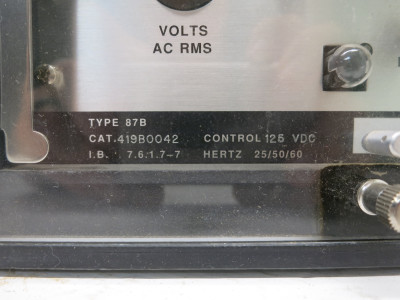 VOLTS
AC RMS
TYPE 87B
CAT. 419B0042 CONTROL 125 VDC
I.B. 7.6.1.7-7 HERTZ 25/50/60